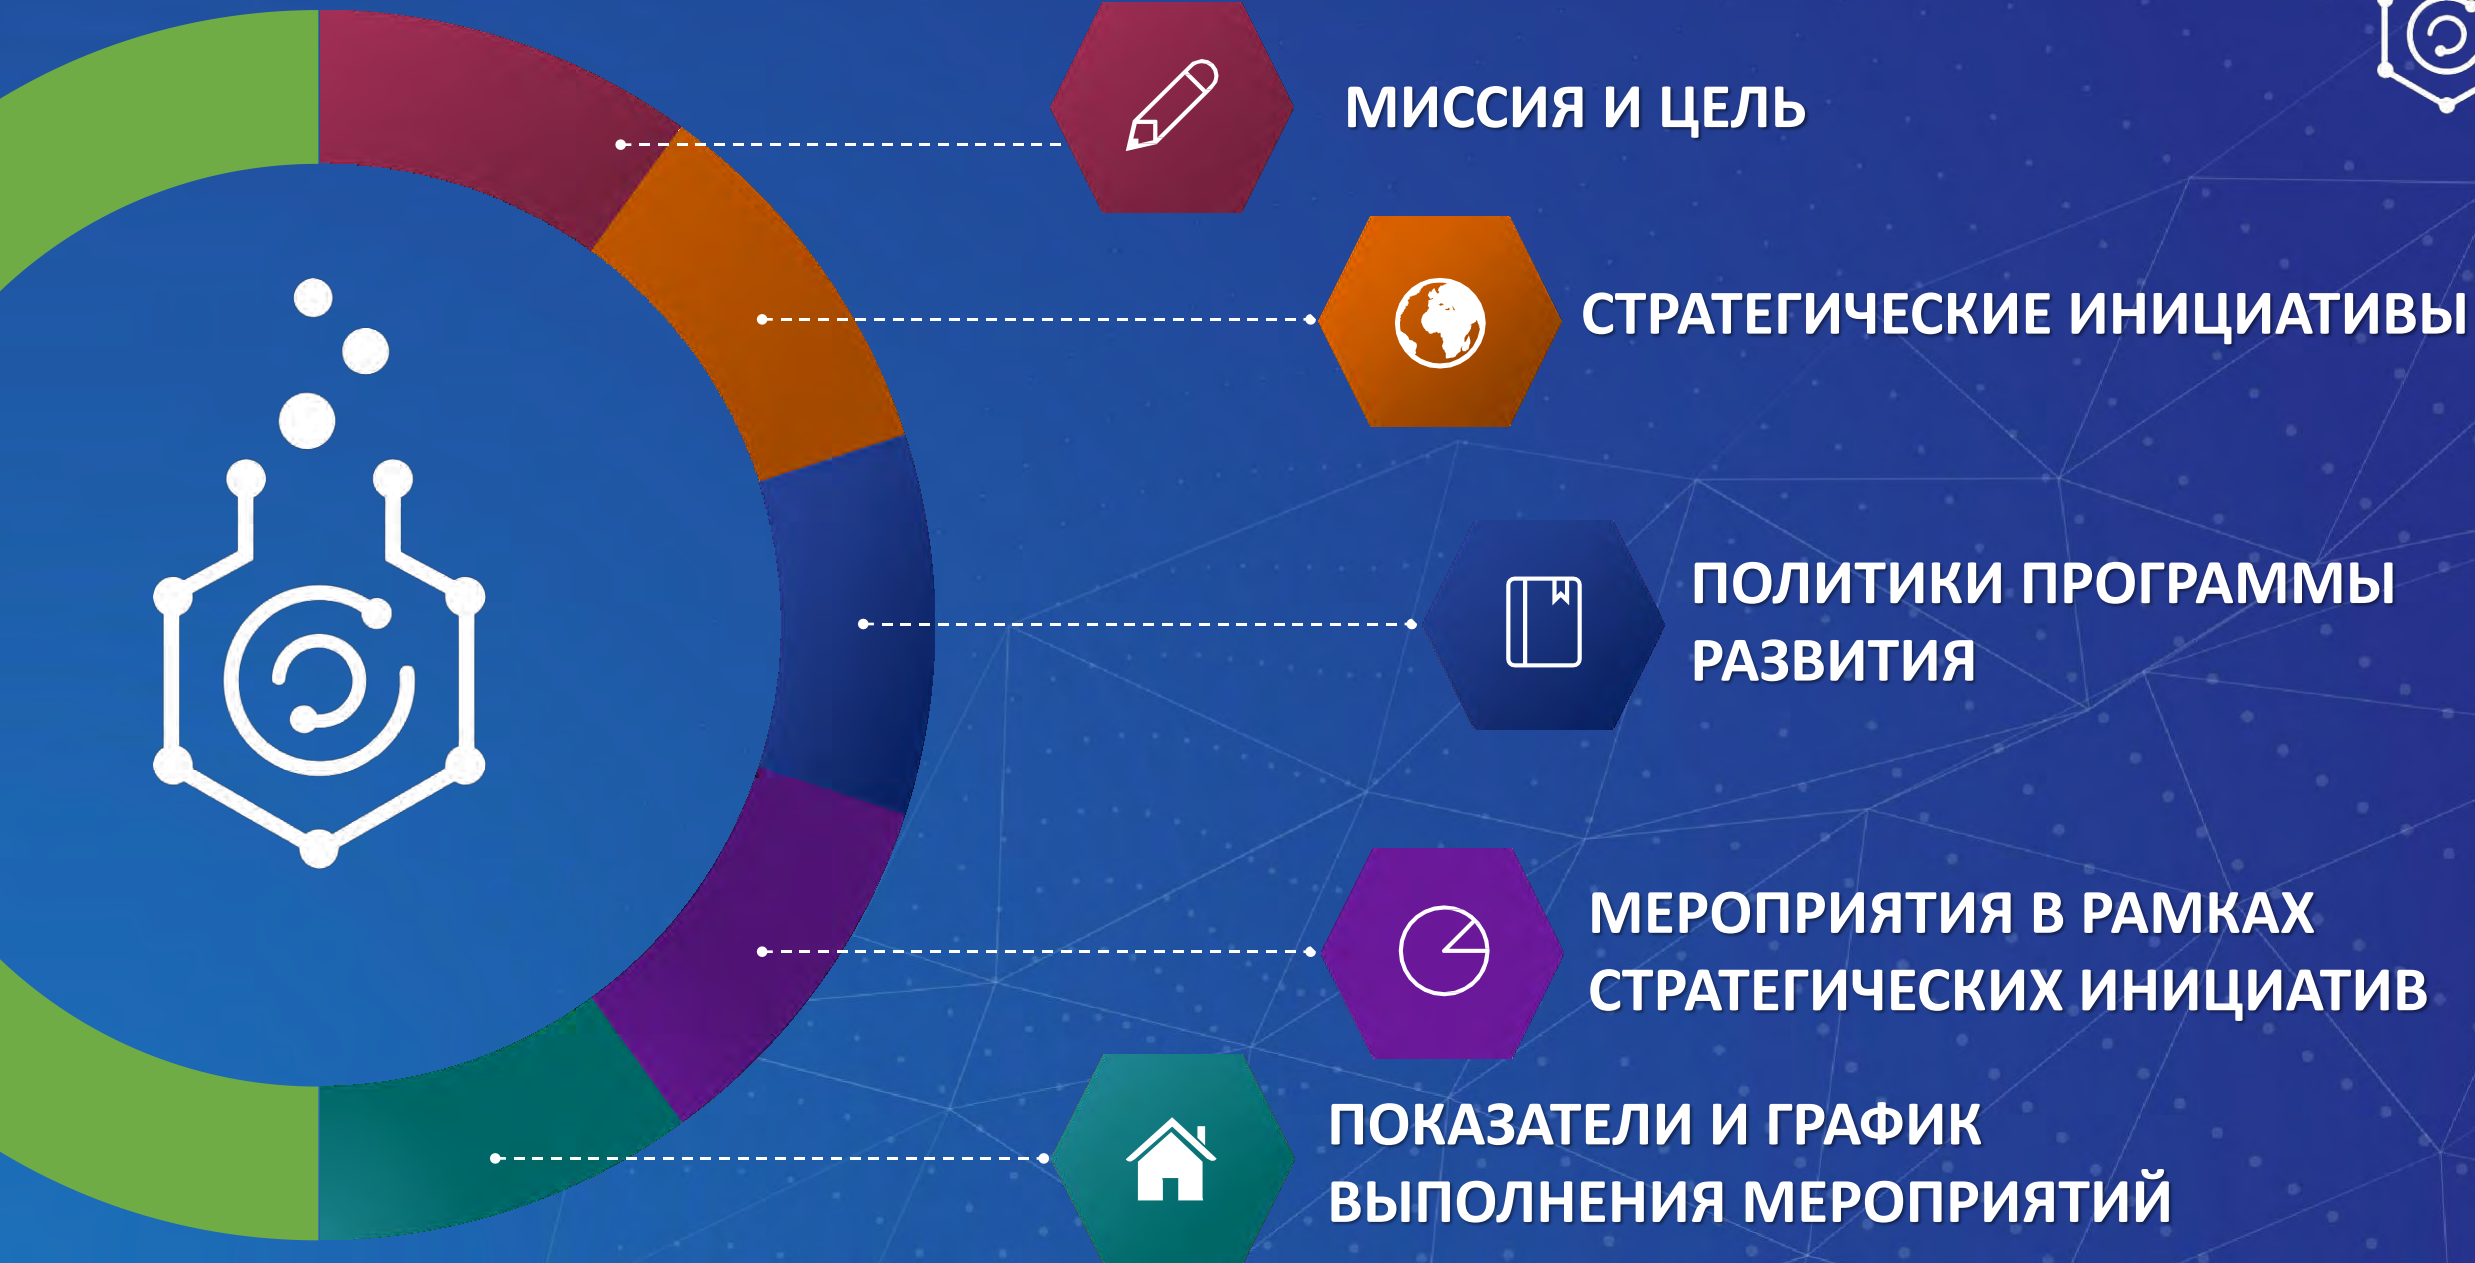 МИССИЯ И ЦЕЛЬ
СТРАТЕГИЧЕСКИЕ ИНИЦИАТИВЫ
ПОЛИТИКИ ПРОГРАММЫ
РАЗВИТИЯ
МЕРОПРИЯТИЯ В РАМКАХ
СТРАТЕГИЧЕСКИХ ИНИЦИАТИВ
ПОКАЗАТЕЛИ И ГРАФИК
ВЫПОЛНЕНИЯ МЕРОПРИЯТИЙ